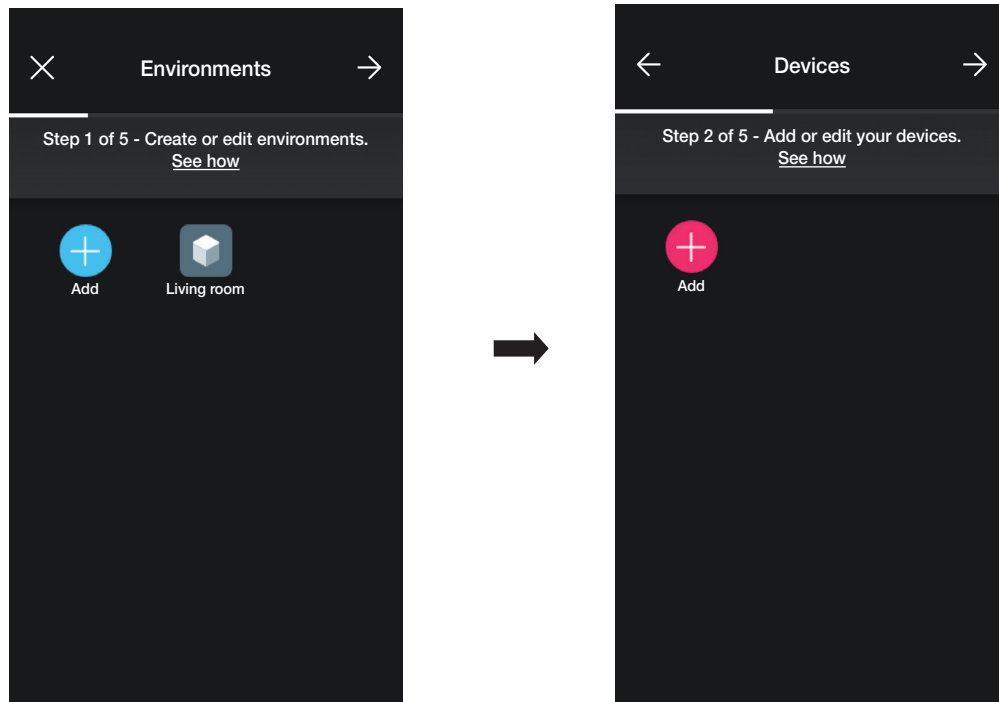 Environments
Step 1 of 5 - Create or edit environments.
See how
Add
Living room
Devices
Step 2 of 5 - Add or edit your devices.
See how
Add